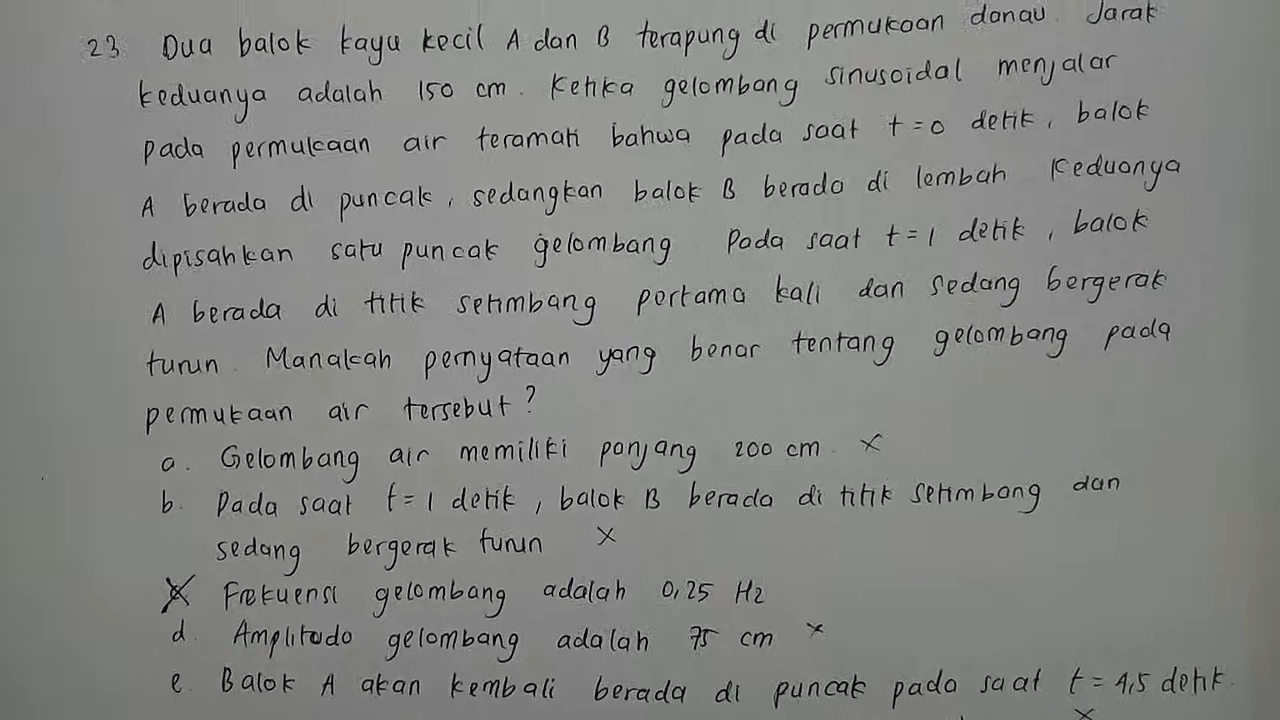 23 Dua balok kayu kecil A dan B terapung di permukaan danau. Jarak
keduanya adalah 150 cm. Ketika gelombang sinusoidal menjalar
pada permukaan air teramati bahwa pada saat t = 0 detik, balok
A berada di puncak, sedangkan balok B berada di lembah Keduanya
dipisahkan satu puncak gelombang Pada saat t = 1 detik, balok
A berada di titik setimbang pertama kali dan sedang bergerak
turun. Manakah pernyataan yang benar tentang gelombang pada
permukaan air tersebut?
a. Gelombang air memiliki panjang 200 cm. X
b. Pada saat t = 1 detik, balok B berada di titik setimbang dan
sedang bergerak turun X
X Frekuensi gelombang adalah 0,25 Hz
d. Amplitudo gelombang adalah 75 cm X
e. Balok A akan kembali berada di puncak pada saat t = 4,5 detik.
X